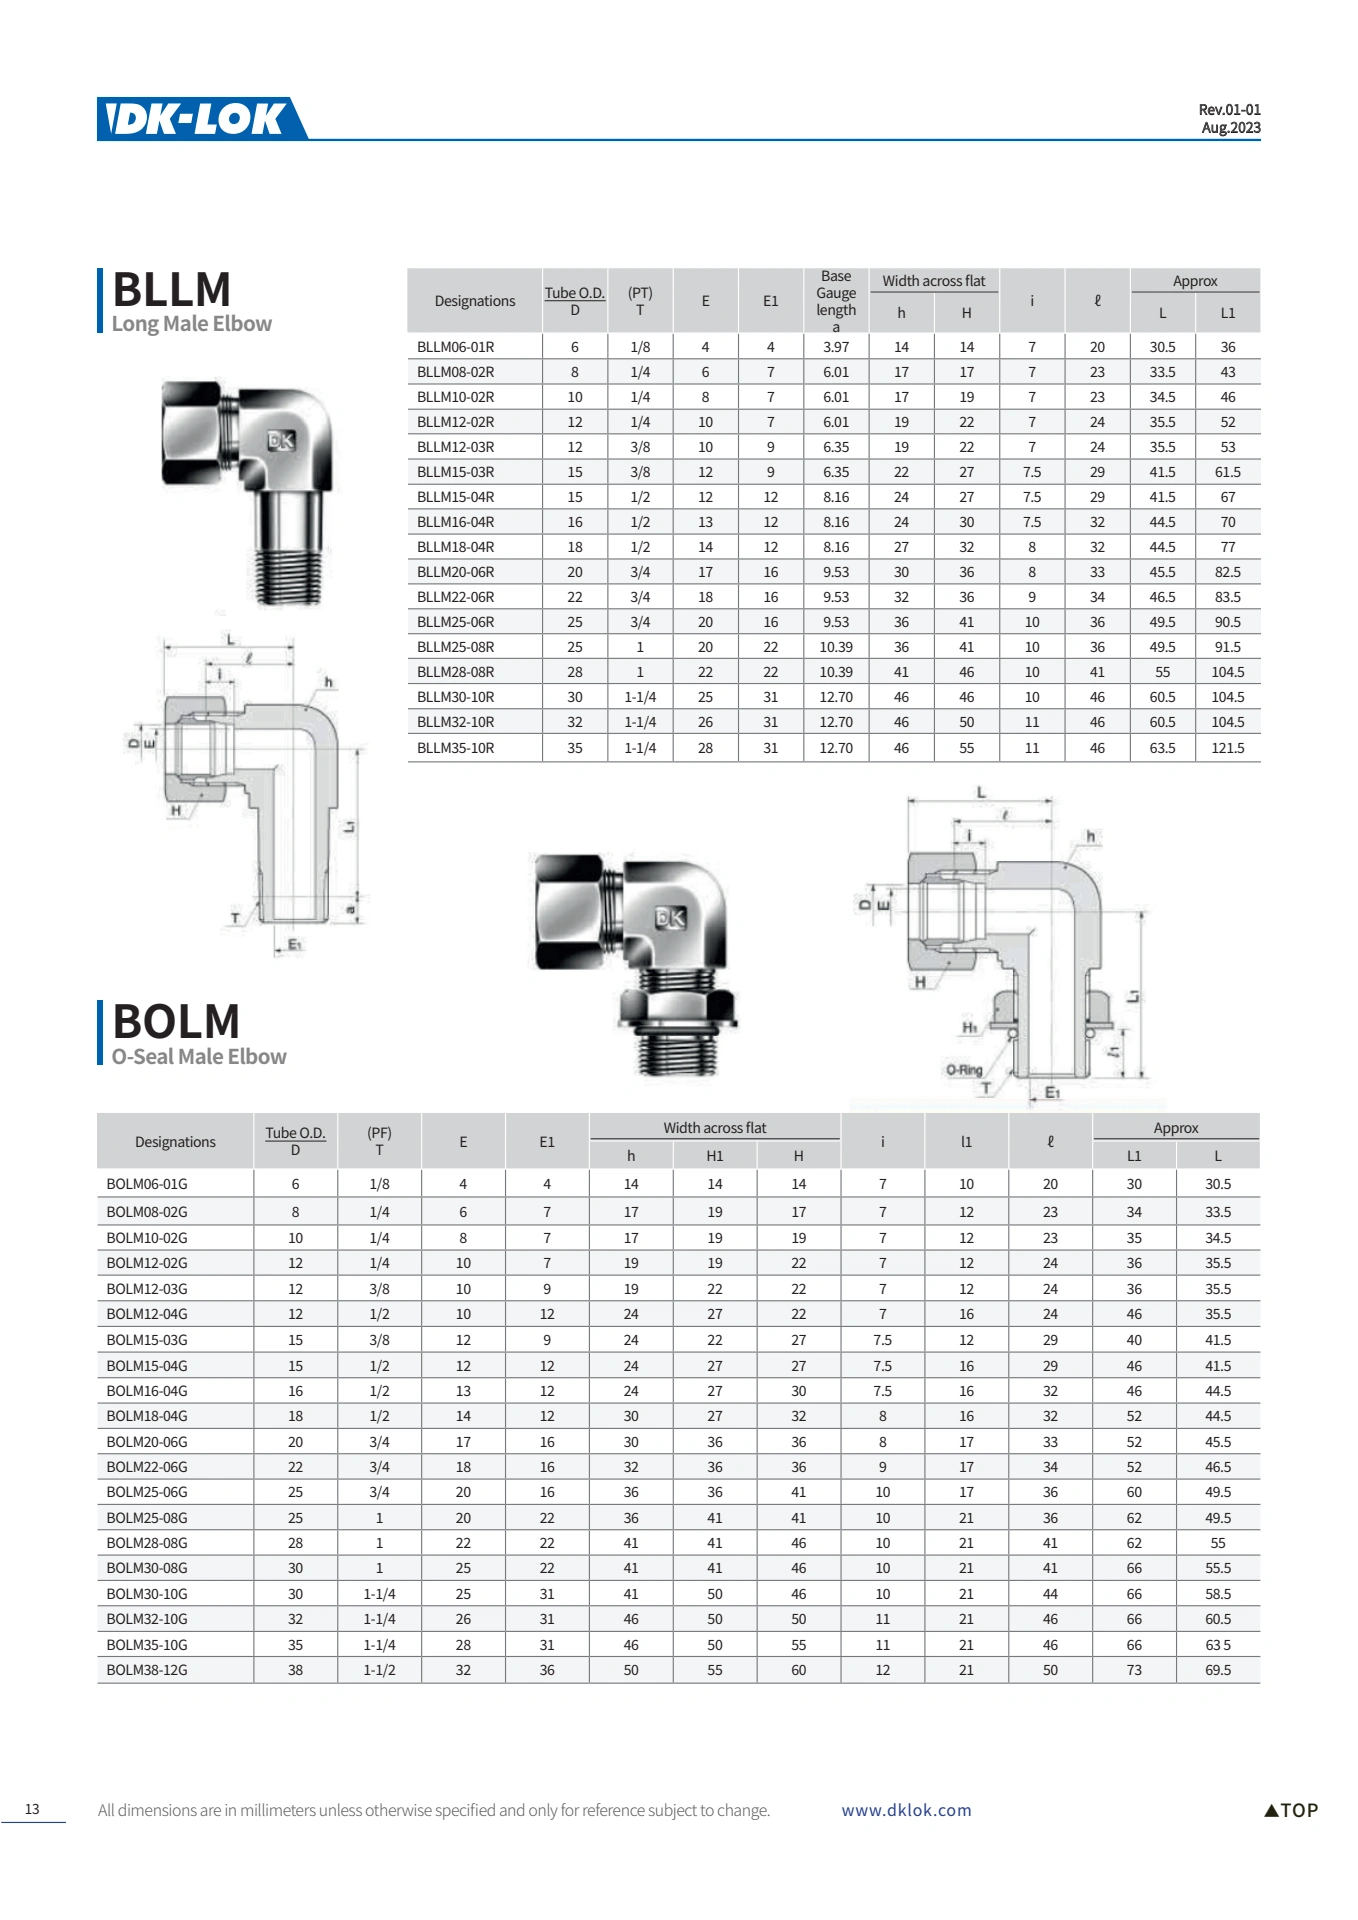 DK-LOK
Rev.01-01
Aug.2023
BLLM
Long Male Elbow
Designations Tube O.D. D (PT) T E E1 Base Gauge length a Width across flat h H i ℓ Approx L L1
BLLM06-01R 6 1/8 4 4 3.97 14 14 7 20 30.5 36
BLLM08-02R 8 1/4 6 7 6.01 17 17 7 23 33.5 43
BLLM10-02R 10 1/4 8 7 6.01 17 19 7 23 34.5 46
BLLM12-02R 12 1/4 10 7 6.01 19 22 7 24 35.5 52
BLLM12-03R 12 3/8 10 9 6.35 19 22 7 24 35.5 53
BLLM15-03R 15 3/8 12 9 6.35 22 27 7.5 29 41.5 61.5
BLLM15-04R 15 1/2 12 12 8.16 24 27 7.5 29 41.5 67
BLLM16-04R 16 1/2 13 12 8.16 24 30 7.5 32 44.5 70
BLLM18-04R 18 1/2 14 12 8.16 27 32 8 32 44.5 77
BLLM20-06R 20 3/4 17 16 9.53 30 36 8 33 45.5 82.5
BLLM22-06R 22 3/4 18 16 9.53 32 36 9 34 46.5 83.5
BLLM25-06R 25 3/4 20 16 9.53 36 41 10 36 49.5 90.5
BLLM25-08R 25 1 20 22 10.39 36 41 10 36 49.5 91.5
BLLM28-08R 28 1 22 22 10.39 41 46 10 41 55 104.5
BLLM30-10R 30 1-1/4 25 31 12.70 46 46 10 46 60.5 104.5
BLLM32-10R 32 1-1/4 26 31 12.70 46 50 11 46 60.5 104.5
BLLM35-10R 35 1-1/4 28 31 12.70 46 55 11 46 63.5 121.5
DK
L
ℓ
i
h
D
E
H
L1
T
a
E1
DK
L
ℓ
i
h
D
E
H
L1
H1
ℓ1
O-Ring
T
E1
BOLM
O-Seal Male Elbow
Designations Tube O.D. D (PF) T E E1 Width across flat h H1 H i l1 ℓ Approx L1 L
BOLM06-01G 6 1/8 4 4 14 14 14 7 10 20 30 30.5
BOLM08-02G 8 1/4 6 7 17 19 17 7 12 23 34 33.5
BOLM10-02G 10 1/4 8 7 17 19 19 7 12 23 35 34.5
BOLM12-02G 12 1/4 10 7 19 19 22 7 12 24 36 35.5
BOLM12-03G 12 3/8 10 9 19 22 22 7 12 24 36 35.5
BOLM12-04G 12 1/2 10 12 24 27 22 7 16 24 46 35.5
BOLM15-03G 15 3/8 12 9 24 22 27 7.5 12 29 40 41.5
BOLM15-04G 15 1/2 12 12 24 27 27 7.5 16 29 46 41.5
BOLM16-04G 16 1/2 13 12 24 27 30 7.5 16 32 46 44.5
BOLM18-04G 18 1/2 14 12 30 27 32 8 16 32 52 44.5
BOLM20-06G 20 3/4 17 16 30 36 36 8 17 33 52 45.5
BOLM22-06G 22 3/4 18 16 32 36 36 9 17 34 52 46.5
BOLM25-06G 25 3/4 20 16 36 36 41 10 17 36 60 49.5
BOLM25-08G 25 1 20 22 36 41 41 10 21 36 62 49.5
BOLM28-08G 28 1 22 22 41 41 46 10 21 41 62 55
BOLM30-08G 30 1 25 22 41 41 46 10 21 41 66 55.5
BOLM30-10G 30 1-1/4 25 31 41 50 46 10 21 44 66 58.5
BOLM32-10G 32 1-1/4 26 31 46 50 50 11 21 46 66 60.5
BOLM35-10G 35 1-1/4 28 31 46 50 55 11 21 46 66 63 5
BOLM38-12G 38 1-1/2 32 36 50 55 60 12 21 50 73 69.5
13 All dimensions are in millimeters unless otherwise specified and only for reference subject to change. www.dklok.com ▲TOP